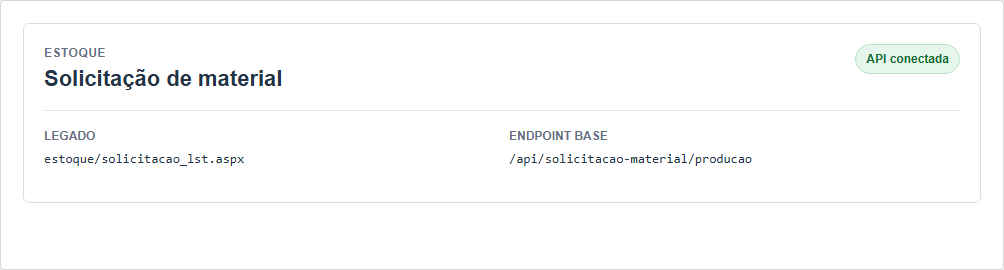 ESTOQUE
Solicitação de material
API conectada
LEGADO
estoque/solicitacao_lst.aspx
ENDPOINT BASE
/api/solicitacao-material/producao